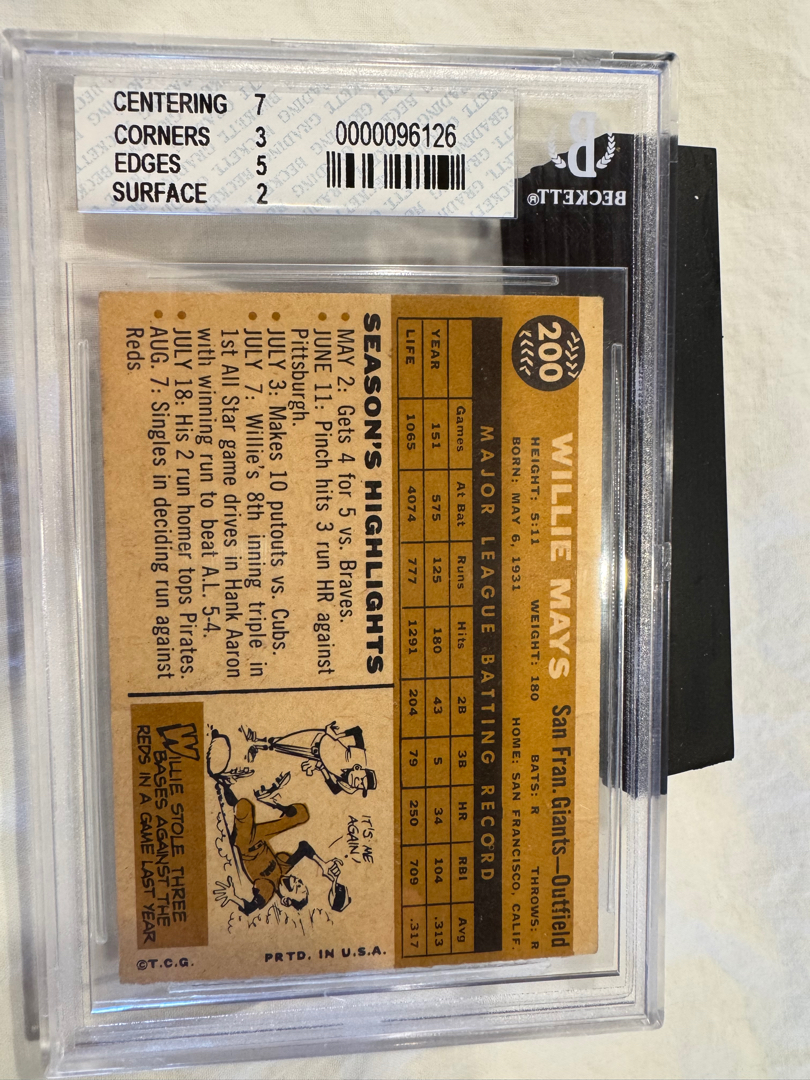 CENTERING 7
CORNERS 3
EDGES 5
SURFACE 2
0000096126
BECKETT®
200
WILLIE MAYS San Fran. Giants—Outfield
HEIGHT: 5:11 WEIGHT: 180 BATS: R THROWS: R
BORN: MAY 6, 1931 HOME: SAN FRANCISCO, CALIF.
MAJOR LEAGUE BATTING RECORD
Games At Bat Runs Hits 2B 3B HR RBI Avg
YEAR 151 575 125 180 43 5 34 104 .313
LIFE 1065 4074 777 1291 204 79 250 709 .317
SEASON'S HIGHLIGHTS
• MAY 2: Gets 4 for 5 vs. Braves.
• JUNE 11: Pinch hits 3 run HR against
Pittsburgh.
• JULY 3: Makes 10 putouts vs. Cubs.
• JULY 7: Willie's 8th inning triple in
1st All Star game drives in Hank Aaron
with winning run to beat A.L. 5-4.
• JULY 18: His 2 run homer tops Pirates.
• AUG. 7: Singles in deciding run against
Reds
IT'S ME
AGAIN!
WILLIE STOLE THREE
BASES AGAINST THE
REDS IN A GAME LAST YEAR
©T.C.G. PRTD. IN U.S.A.